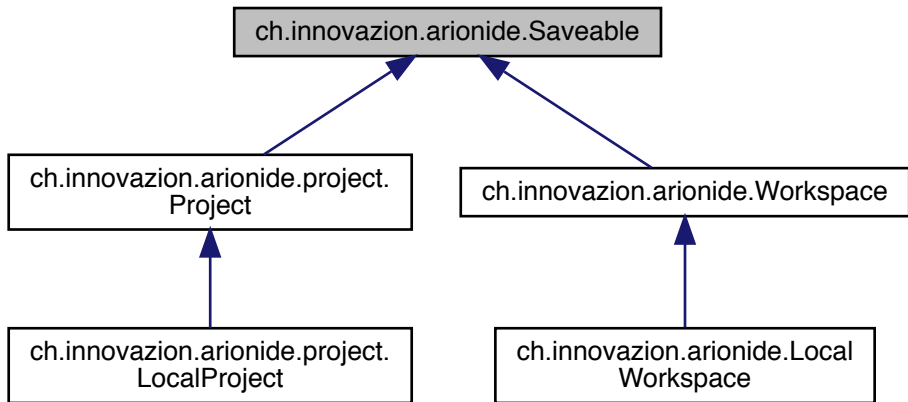 ch.innovazion.arionide.Saveable
ch.innovazion.arionide.project.
Project
ch.innovazion.arionide.Workspace
ch.innovazion.arionide.project.
LocalProject
ch.innovazion.arionide.Local
Workspace